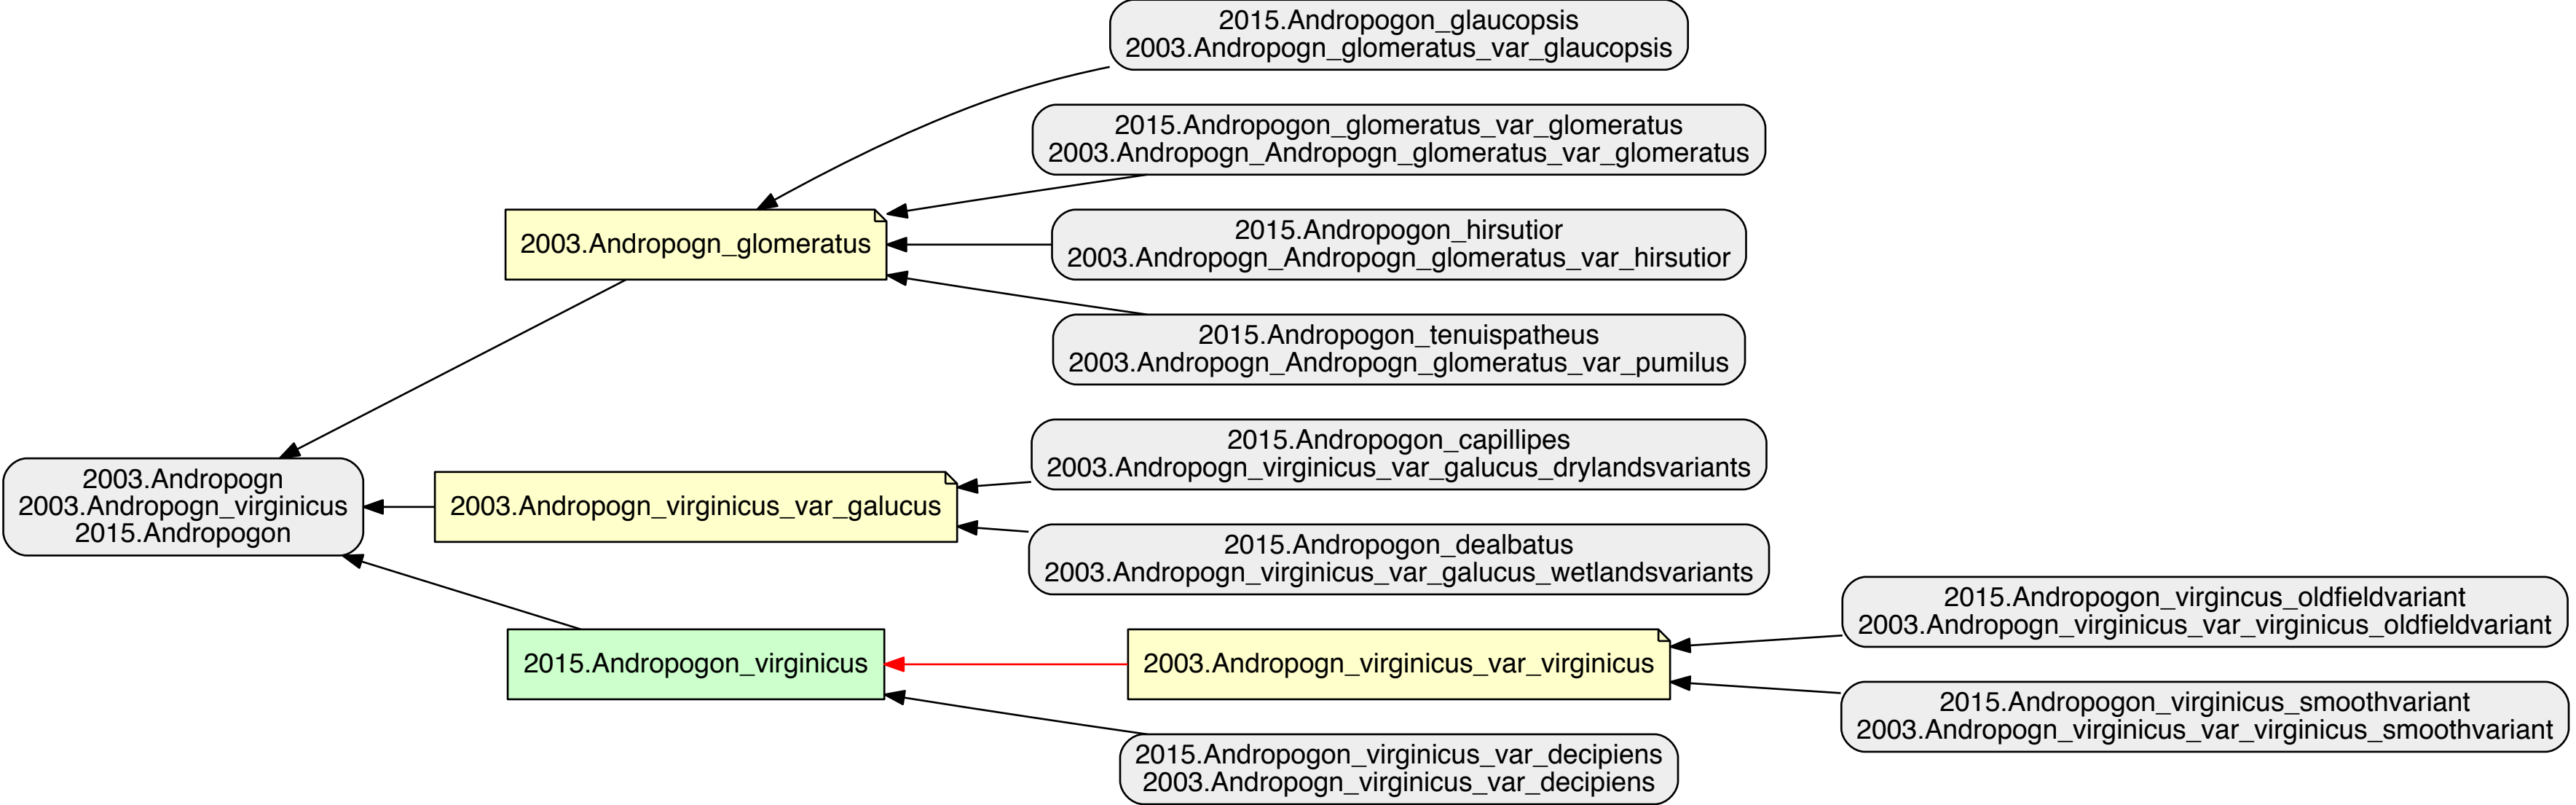 2015.Andropogon_glaucopsis
2003.Andropogn_glomeratus_var_glaucopsis
2015.Andropogon_glomeratus_var_glomeratus
2003.Andropogn_Andropogn_glomeratus_var_glomeratus
2003.Andropogn_glomeratus
2015.Andropogon_hirsutior
2003.Andropogn_Andropogn_glomeratus_var_hirsutior
2015.Andropogon_tenuispatheus
2003.Andropogn_Andropogn_glomeratus_var_pumilus
2015.Andropogon_capillipes
2003.Andropogn_virginicus_var_galucus_drylandsvariants
2003.Andropogn
2003.Andropogn_virginicus
2015.Andropogon
2003.Andropogn_virginicus_var_galucus
2015.Andropogon_dealbatus
2003.Andropogn_virginicus_var_galucus_wetlandsvariants
2015.Andropogon_virgincus_oldfieldvariant
2003.Andropogn_virginicus_var_virginicus_oldfieldvariant
2015.Andropogon_virginicus
2003.Andropogn_virginicus_var_virginicus
2015.Andropogon_virginicus_smoothvariant
2003.Andropogn_virginicus_var_virginicus_smoothvariant
2015.Andropogon_virginicus_var_decipiens
2003.Andropogn_virginicus_var_decipiens